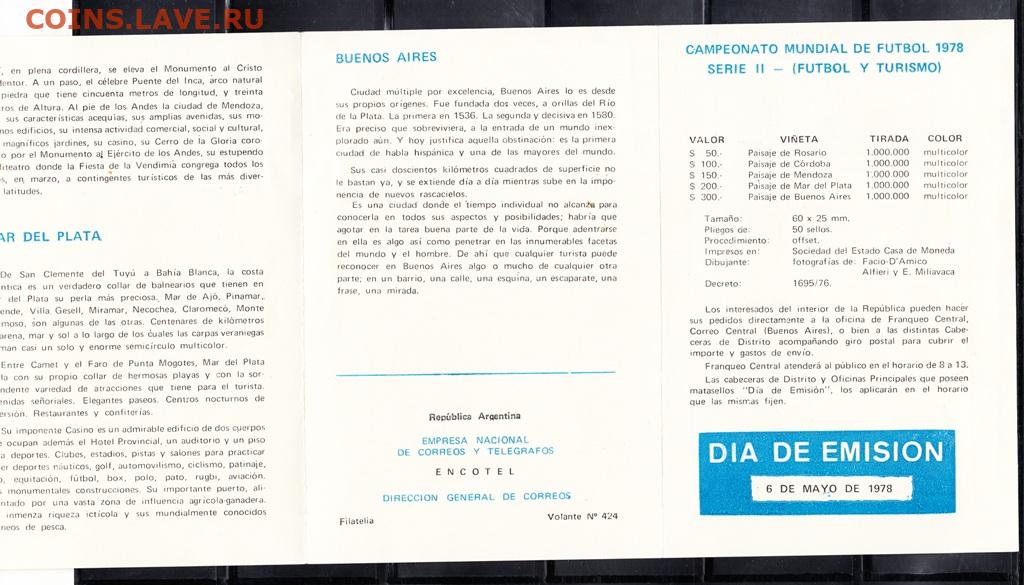 COINS.LAVE.RU
, en plena cordillera, se eleva el Monumento al Cristo
entor. A un paso, el célebre Puente del Inca, arco natural
piedra que tiene cincuenta metros de longitud, y treinta
ros de Altura. Al pie de los Andes la ciudad de Mendoza,
sus características acequias, sus amplias avenidas, sus mo-
nos edificios, su intensa actividad comercial, social y cultural,
magníficos jardines, su casino, su Cerro de la Gloria coro-
o por el Monumento al Ejército de los Andes, su estupendo
iteatro donde la Fiesta de la Vendimia congrega todos los
s, en marzo, a contingentes turísticos de las más diver-
latitudes.
AR DEL PLATA
De San Clemente del Tuyú a Bahía Blanca, la costa
ntica es un verdadero collar de balnearios que tienen en
del Plata su perla más preciosa. Mar de Ajó, Pinamar,
ende, Villa Gesell, Miramar, Necochea, Claromecó, Monte
rmoso, son algunas de las otras. Centenares de kilómetros
arena, mar y sol a lo largo de los cuales las carpas veraniegas
man casi un solo y enorme semicírculo multicolor.
Entre Camet y el Faro de Punta Mogotes, Mar del Plata
la con su propio collar de hermosas playas y con la sor-
ndente variedad de atracciones que tiene para el turista.
enidas señoriales. Elegantes paseos. Centros nocturnos de
ersión. Restaurantes y confiterías.
Su imponente Casino es un admirable edificio de dos cuerpos
e ocupan además el Hotel Provincial, un auditorio y un piso
a deportes. Clubes, estadios, pistas y salones para practicar
er deportes náuticos, golf, automovilismo, ciclismo, patinaje,
o, equitación, fútbol, box, polo, pato, rugbi, aviación.
s monumentales construcciones. Su importante puerto, ali-
ntado por una vasta zona de influencia agrícola-ganadera.
inmenza riqueza ictícola y sus mundialmente conocidos
neos de pesca.
BUENOS AIRES
Ciudad múltiple por excelencia, Buenos Aires lo es desde
sus propios orígenes. Fue fundada dos veces, a orillas del Río
de la Plata. La primera en 1536. La segunda y decisiva en 1580.
Era preciso que sobreviviera, a la entrada de un mundo inex-
plorado aún. Y hoy justifica aquella obstinación: es la primera
ciudad de habla hispánica y una de las mayores del mundo.
Sus casi doscientos kilómetros cuadrados de superficie no
le bastan ya, y se extiende día a día mientras sube en la impo-
nencia de nuevos rascacielos.
Es una ciudad donde el tiempo individual no alcanza para
conocerla en todos sus aspectos y posibilidades; habría que
agotar en la tarea buena parte de la vida. Porque adentrarse
en ella es algo así como penetrar en las innumerables facetas
del mundo y el hombre. De ahí que cualquier turista puede
reconocer en Buenos Aires algo o mucho de cualquier otra
parte; en un barrio, una calle, una esquina, un escaparate, una
frase, una mirada.
República Argentina
EMPRESA NACIONAL
DE CORREOS Y TELEGRAFOS
ENCOTEL
DIRECCION GENERAL DE CORREOS
Filatelia Volante Nº 424
CAMPEONATO MUNDIAL DE FUTBOL 1978
SERIE II – (FUTBOL Y TURISMO)
VALOR VIÑETA TIRADA COLOR
$ 50.- Paisaje de Rosario 1.000.000 multicolor
$ 100.- Paisaje de Córdoba 1.000.000 multicolor
$ 150.- Paisaje de Mendoza 1.000.000 multicolor
$ 200.- Paisaje de Mar del Plata 1.000.000 multicolor
$ 300.- Paisaje de Buenos Aires 1.000.000 multicolor
Tamaño: 60 x 25 mm.
Pliegos de: 50 sellos.
Procedimiento: offset.
Impresos en: Sociedad del Estado Casa de Moneda
Dibujante: fotografías de: Facio-D'Amico
Alfieri y E. Miliavaca
Decreto: 1695/76.
Los interesados del interior de la República pueden hacer
sus pedidos directamente a la oficina de Franqueo Central,
Correo Central (Buenos Aires), o bien a las distintas Cabe-
ceras de Distrito acompañando giro postal para cubrir el
importe y gastos de envío.
Franqueo Central atenderá al público en el horario de 8 a 13.
Las cabeceras de Distrito y Oficinas Principales que poseen
matasellos "Día de Emisión", los aplicarán en el horario
que las mismas fijen.
DIA DE EMISION
6 DE MAYO DE 1978